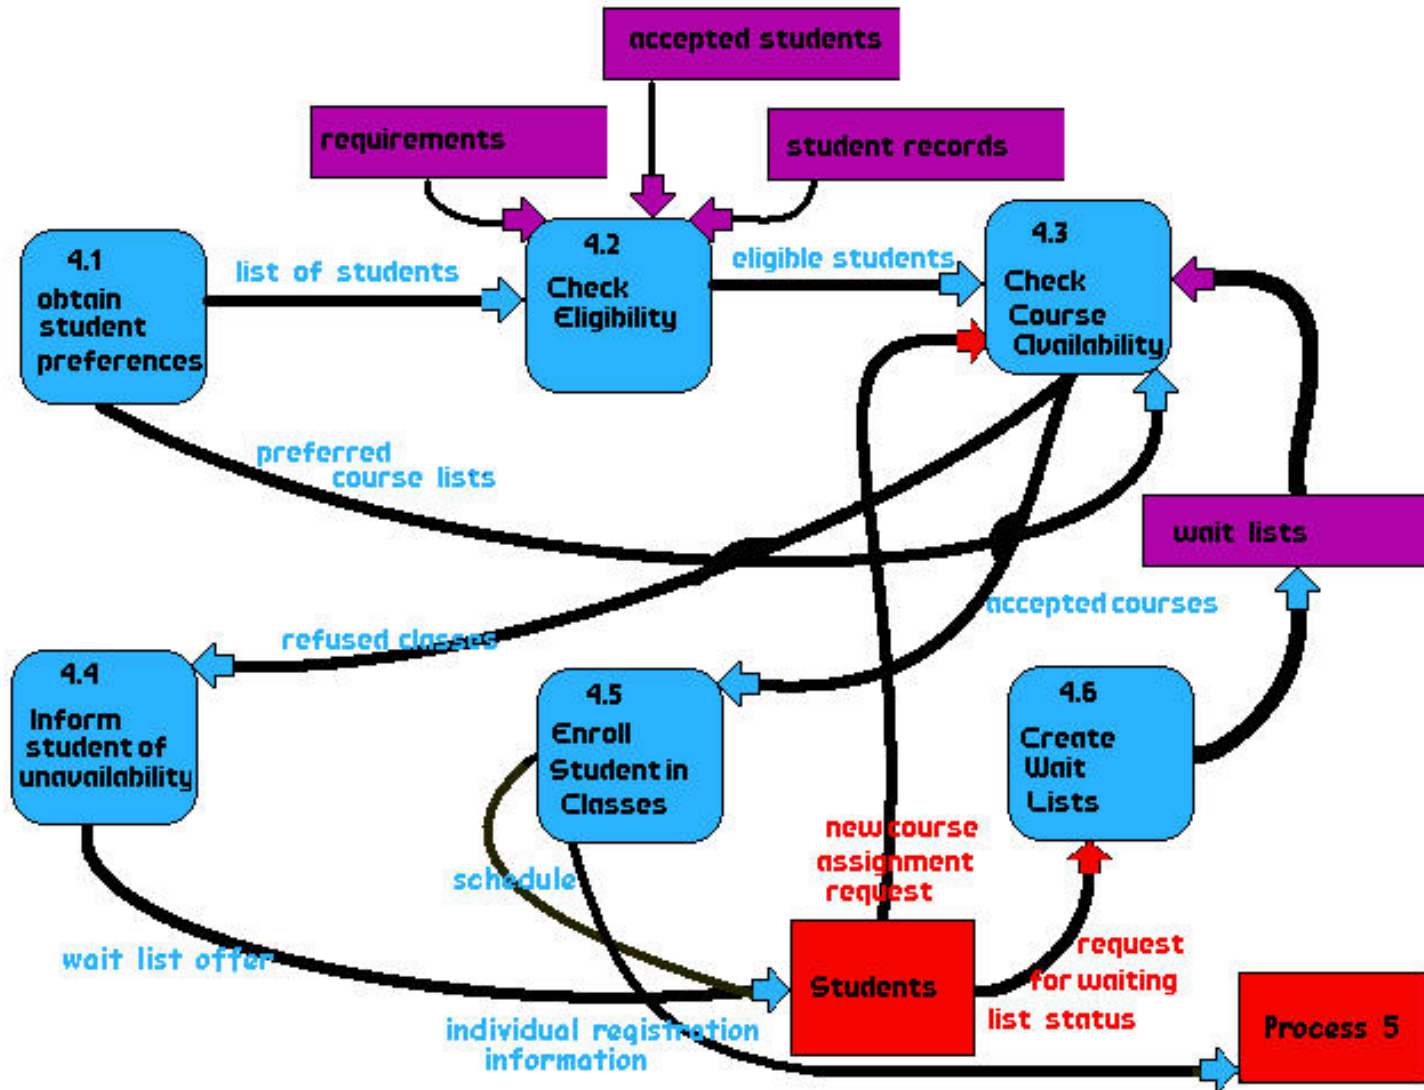 accepted students
requirements
student records
4.1
obtain
student
preferences
list of students
4.2
Check
Eligibility
eligible students
4.3
Check
Course
Availability
preferred
course lists
wait lists
accepted courses
refused classes
4.4
Inform
student of
unavailability
4.5
Enroll
Student in
Classes
4.6
Create
Wait
Lists
new course
assignment
request
schedule
wait list offer
Students
request
for waiting
list status
individual registration
information
Process 5